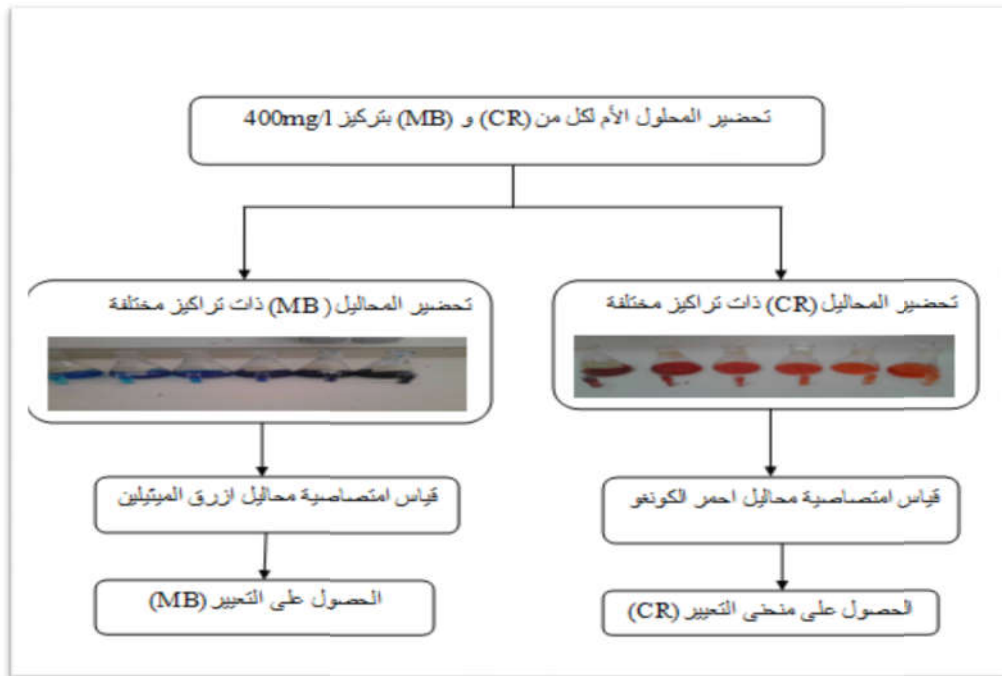 تحضير المحلول الأم لكل من (CR) و (MB) بتركيز 400mg/l
تحضير المحاليل (CR) ذات تراكيز مختلفة
تحضير المحاليل (MB) ذات تراكيز مختلفة
قياس امتصاصية محاليل احمر الكونغو
قياس امتصاصية محاليل ازرق الميثيلين
الحصول على منحنى التعيير (CR)
الحصول على التعيير (MB)